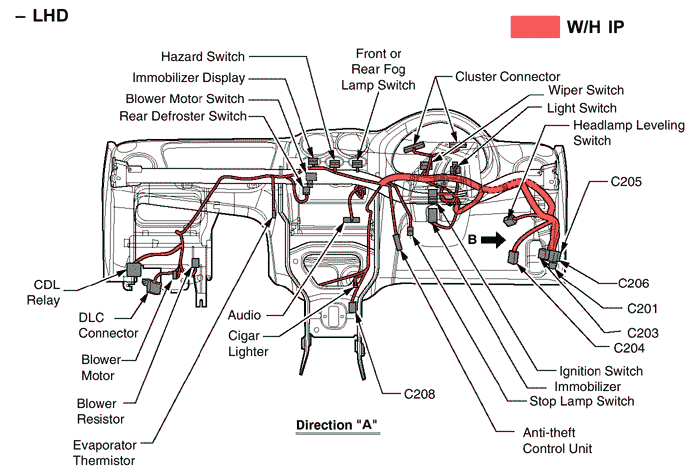 – LHD
W/H IP
Hazard Switch
Front or
Rear Fog
Lamp Switch
Immobilizer Display
Cluster Connector
Blower Motor Switch
Wiper Switch
Rear Defroster Switch
Light Switch
Headlamp Leveling
Switch
C205
B
CDL
Relay
C206
DLC
Connector
Audio
C201
Cigar
Lighter
C203
C204
Blower
Motor
Ignition Switch
Immobilizer
C208
Stop Lamp Switch
Blower
Resistor
Direction "A"
Anti-theft
Control Unit
Evaporator
Thermistor